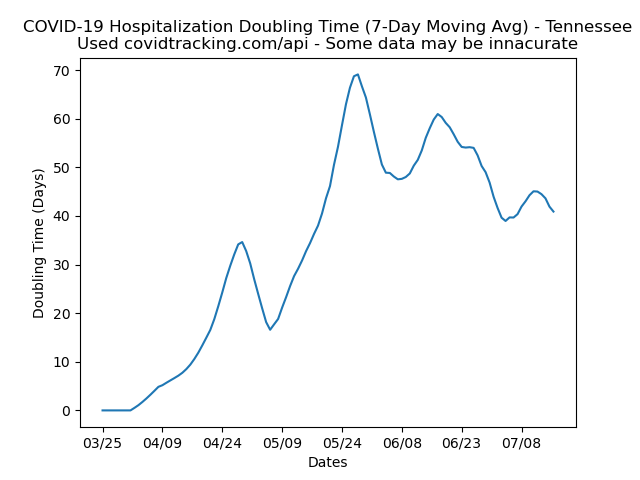 COVID-19 Hospitalization Doubling Time (7-Day Moving Avg) - Tennessee
Used covidtracking.com/api - Some data may be innacurate
70
60
50
40
30
20
10
0
Doubling Time (Days)
03/25 04/09 04/24 05/09 05/24 06/08 06/23 07/08
Dates